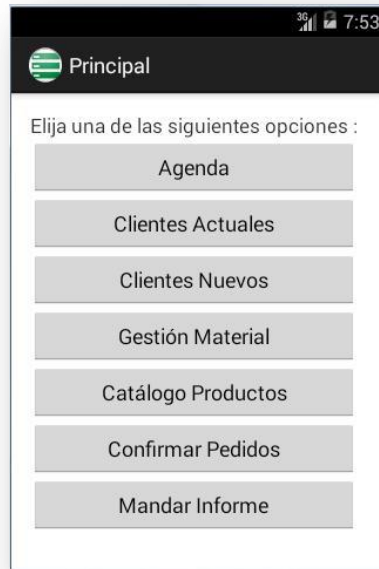 3G 7:53
Principal
Elija una de las siguientes opciones :
Agenda
Clientes Actuales
Clientes Nuevos
Gestión Material
Catálogo Productos
Confirmar Pedidos
Mandar Informe